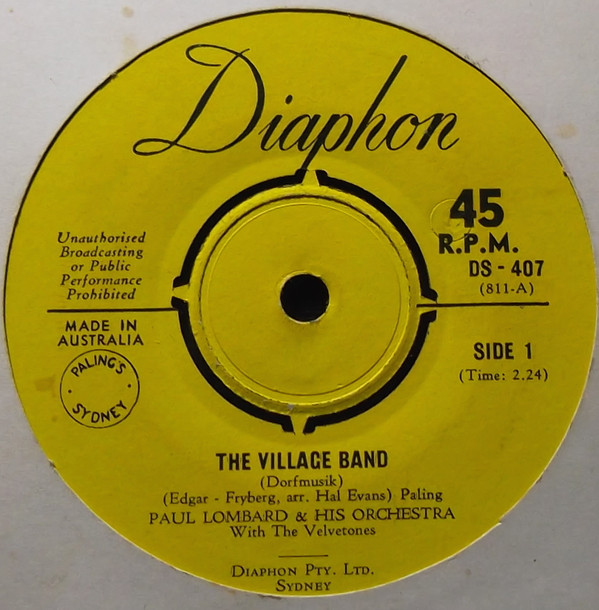 Diaphon
45
R.P.M.
DS - 407
(811-A)
Unauthorised
Broadcasting
or Public
Performance
Prohibited
MADE IN
AUSTRALIA
PALING'S
SYDNEY
SIDE 1
(Time: 2.24)
THE VILLAGE BAND
(Dorfmusik)
(Edgar - Fryberg, arr. Hal Evans) Paling
PAUL LOMBARD & HIS ORCHESTRA
With The Velvetones
DIAPHON PTY. LTD.
SYDNEY